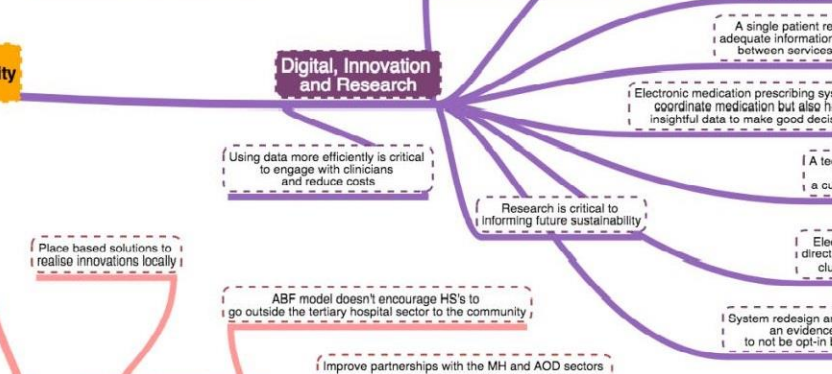 A single patient re
adequate information
between services
ity
Digital, Innovation
and Research
Electronic medication prescribing sys
coordinate medication but also h
insightful data to make good decis
Using data more efficiently is critical
to engage with clinicians
and reduce costs
A tec
a cu
Research is critical to
informing future sustainability
Place based solutions to
realise innovations locally
Elec
direct
clu
ABF model doesn't encourage HS's to
go outside the tertiary hospital sector to the community
System redesign an
an evidence
to not be opt-in b
Improve partnerships with the MH and AOD sectors